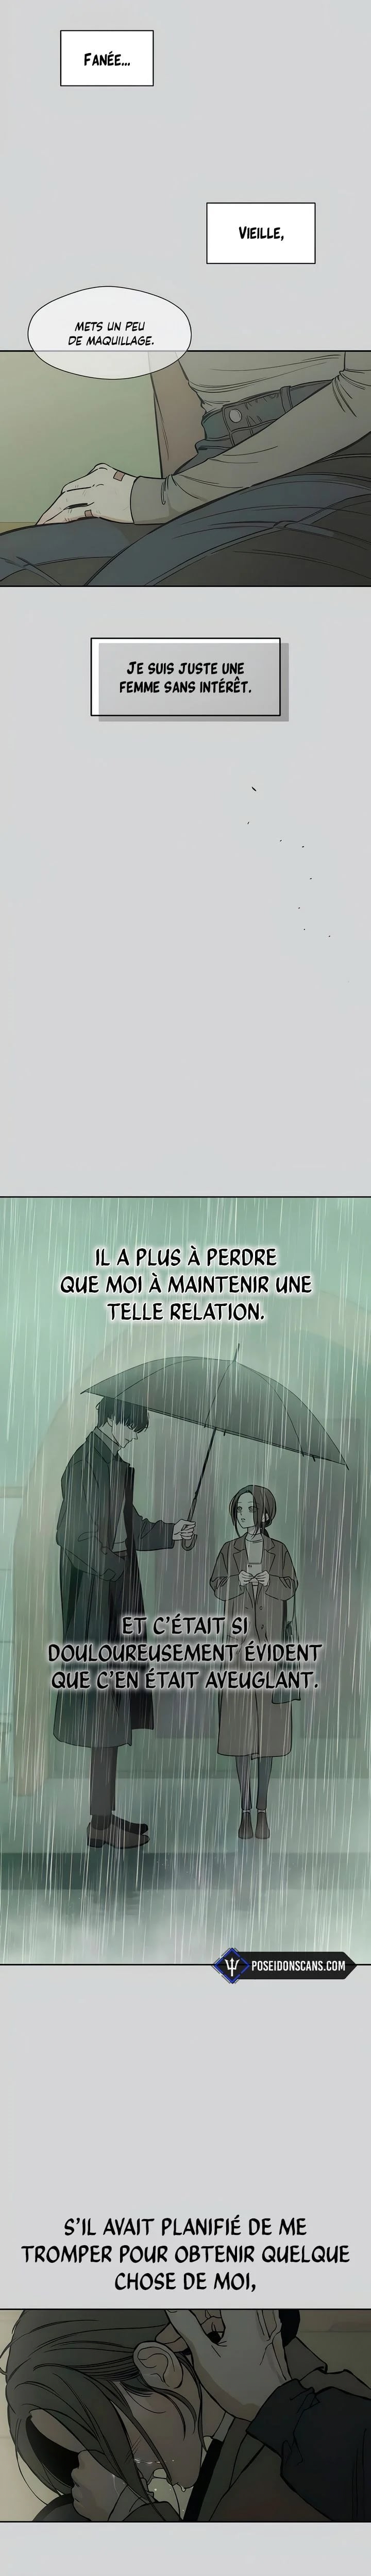 FANÉE...
VIEILLE,
METS UN PEU
DE MAQUILLAGE.
JE SUIS JUSTE UNE
FEMME SANS INTÉRÊT.
IL A PLUS À PERDRE
QUE MOI À MAINTENIR UNE
TELLE RELATION.
ET C'ÉTAIT SI
DOULOUREUSEMENT ÉVIDENT
QUE C'EN ÉTAIT AVEUGLANT.
POSEIDONSCANS.COM
S'IL AVAIT PLANIFIÉ DE ME
TROMPER POUR OBTENIR QUELQUE
CHOSE DE MOI,